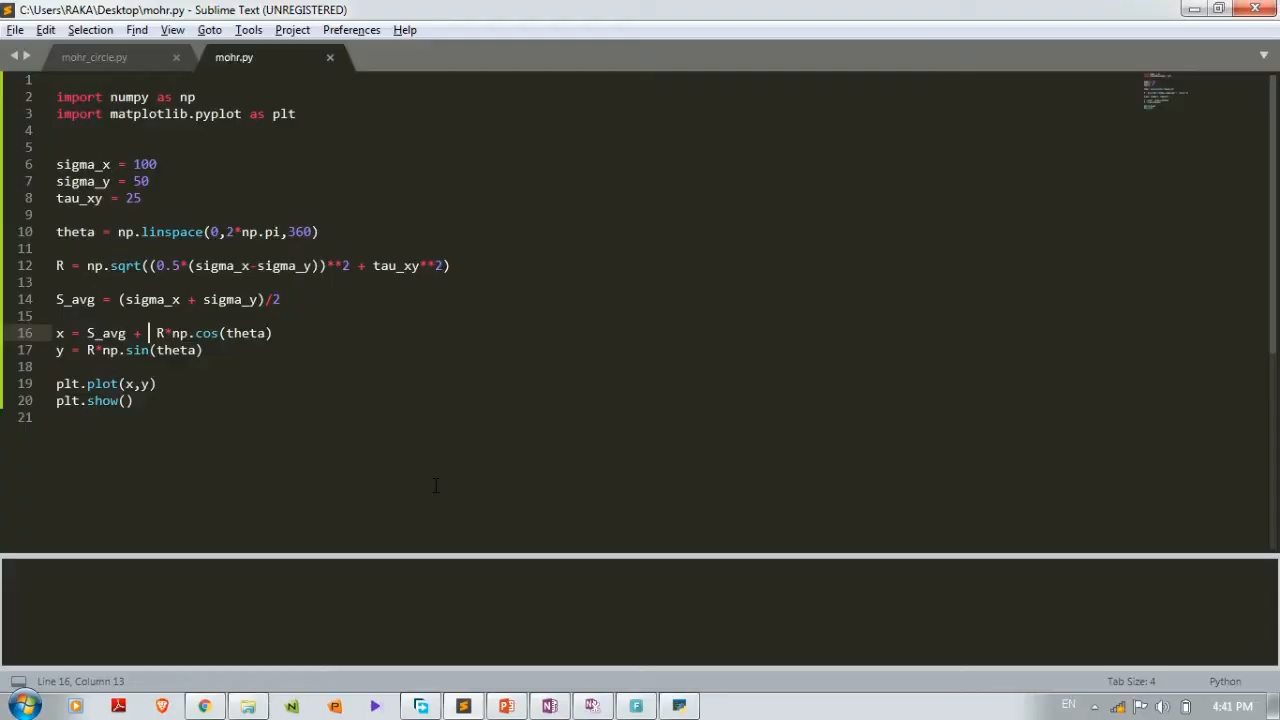 C:\Users\RAKA\Desktop\mohr.py - Sublime Text (UNREGISTERED)
File Edit Selection Find View Goto Tools Project Preferences Help
mohr_circle.py mohr.py
1
2 import numpy as np
3 import matplotlib.pyplot as plt
4
5
6 sigma_x = 100
7 sigma_y = 50
8 tau_xy = 25
9
10 theta = np.linspace(0,2*np.pi,360)
11
12 R = np.sqrt((0.5*(sigma_x-sigma_y))**2 + tau_xy**2)
13
14 S_avg = (sigma_x + sigma_y)/2
15
16 x = S_avg +  R*np.cos(theta)
17 y = R*np.sin(theta)
18
19 plt.plot(x,y)
20 plt.show()
21
Line 16, Column 13 Tab Size: 4 Python
EN 4:41 PM